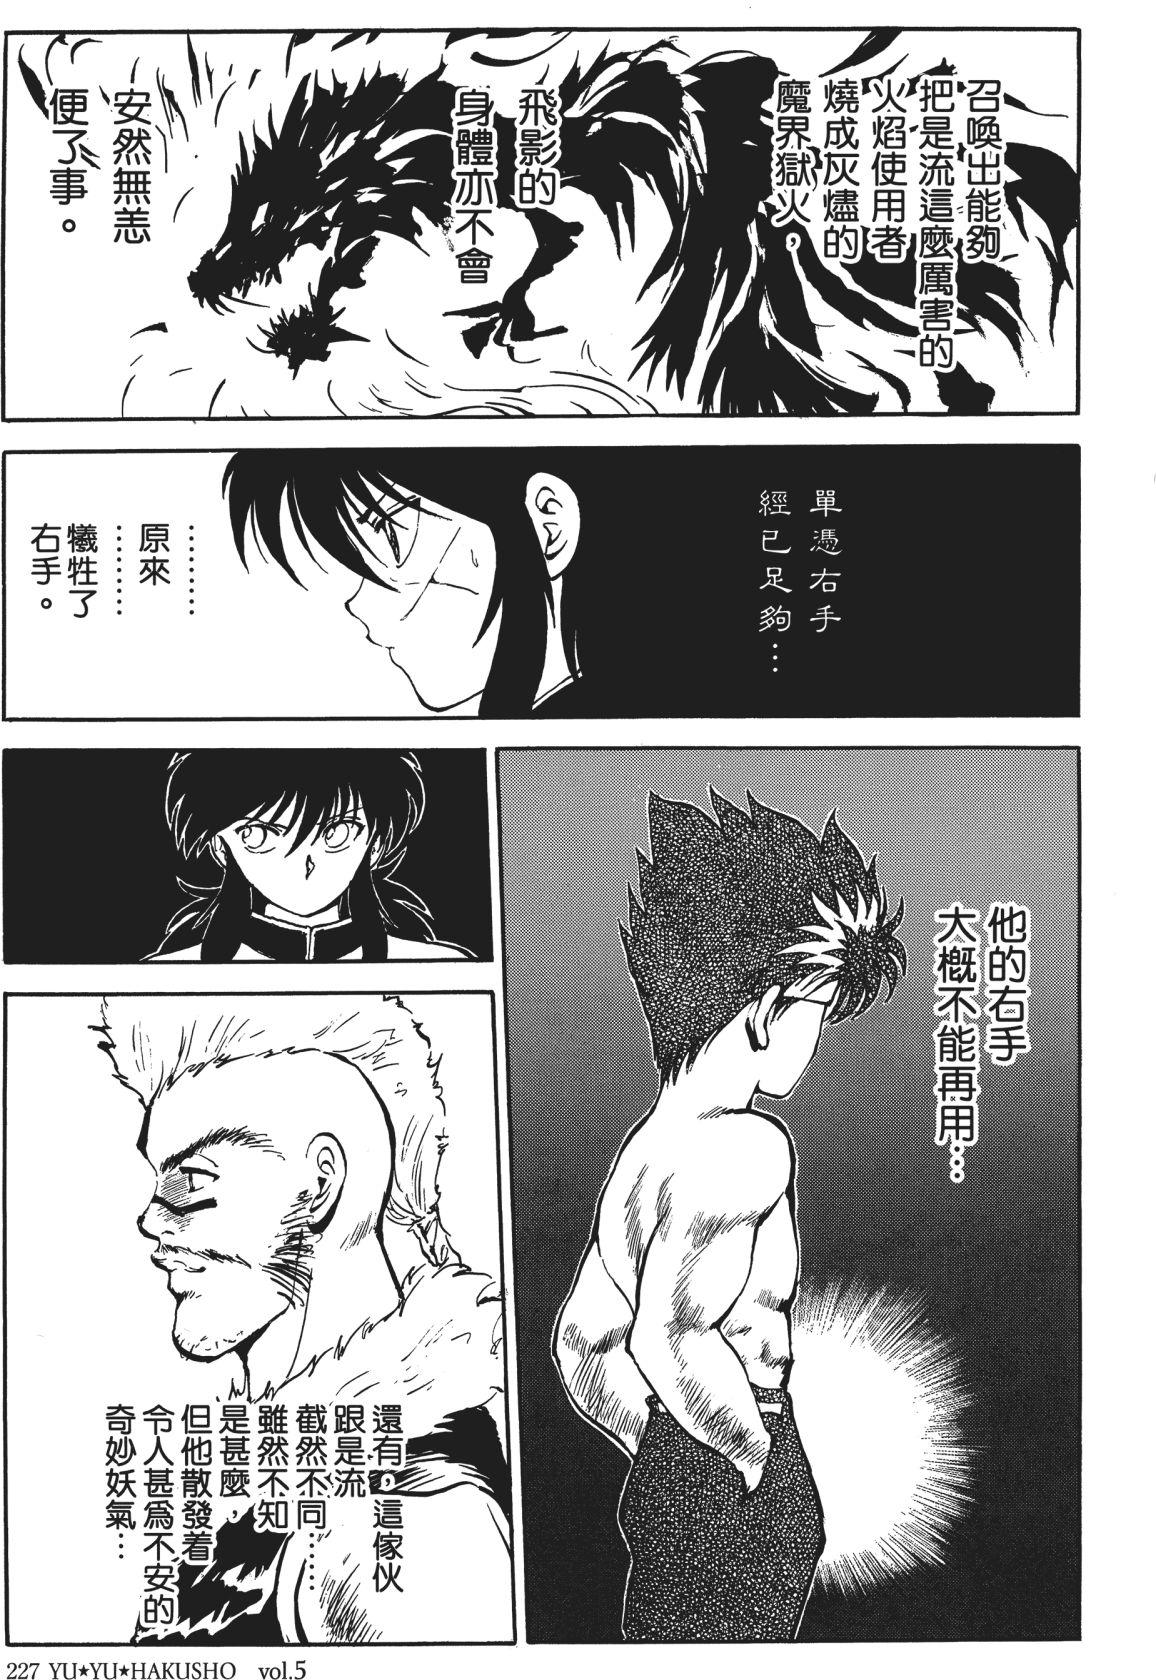 召喚出能夠
把是流這麼厲害的
火焰使用者
燒成灰燼的
魔界獄火，
飛影的
身體亦不會
安然無恙
便了事。
單憑右手
經已足夠…
………
原來
………
犧牲了
右手。
他的右手
大概不能再用…
還有，這傢伙
跟是流
截然不同……
雖然不知
是甚麼，
但他散發着
令人甚爲不安的
奇妙妖氣…
227 YU★YU★HAKUSHO vol.5